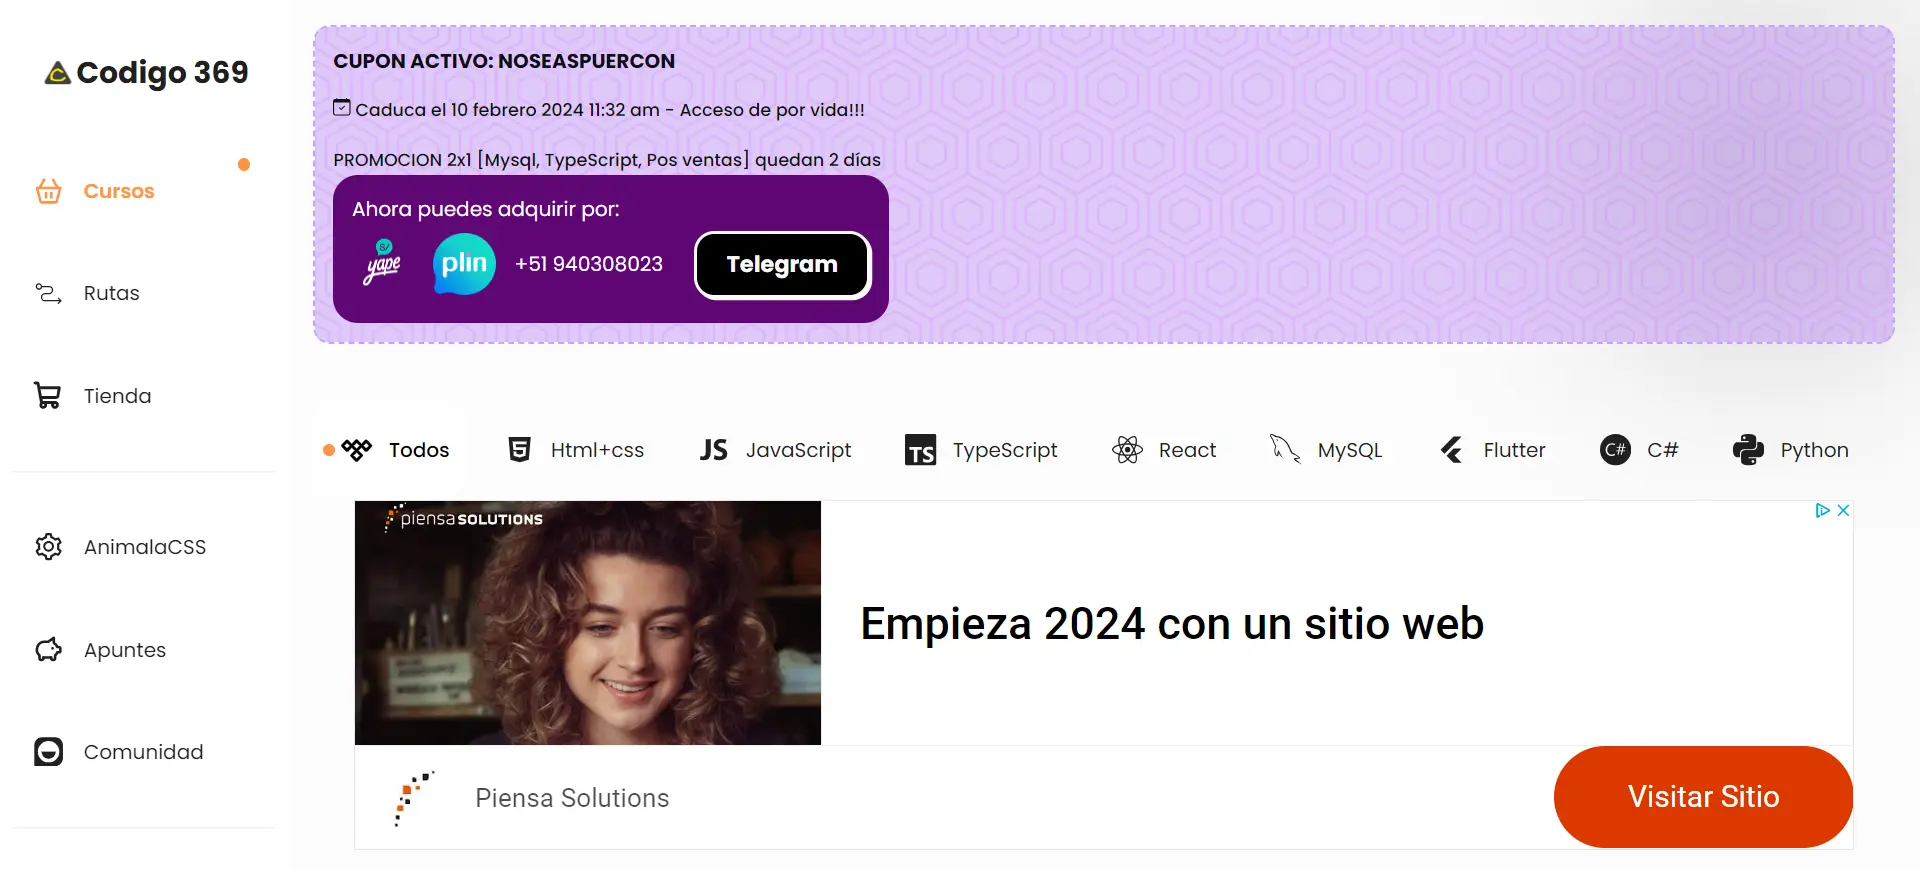 Codigo 369
Cursos
Rutas
Tienda
AnimalaCSS
Apuntes
Comunidad
CUPON ACTIVO: NOSEASPUERCON
Caduca el 10 febrero 2024 11:32 am - Acceso de por vida!!!
PROMOCION 2x1 [Mysql, TypeScript, Pos ventas] quedan 2 días
Ahora puedes adquirir por:
S/
yape
plin
+51 940308023
Telegram
Todos
Html+css
JS JavaScript
TS TypeScript
React
MySQL
Flutter
C# C#
Python
piensa SOLUTIONS
Empieza 2024 con un sitio web
Piensa Solutions
Visitar Sitio